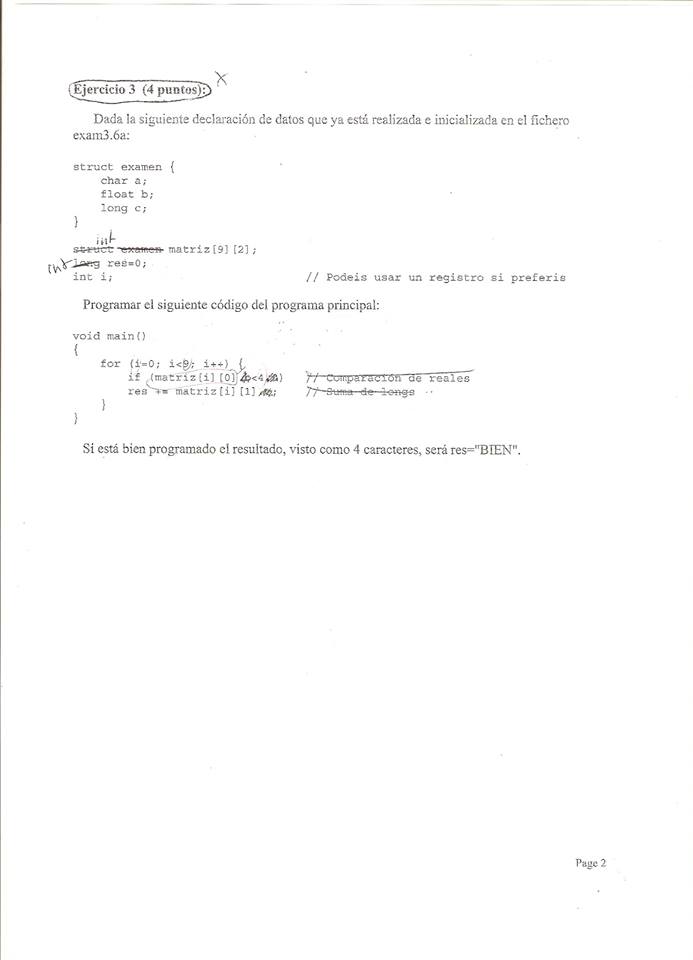 Ejercicio 3 (4 puntos): X
Dada la siguiente declaración de datos que ya está realizada e inicializada en el fichero
exam3.6a:
struct examen {
char a;
float b;
long c;
}
int
struct examen matriz[9][2];
int long res=0;
int i; // Podeis usar un registro si preferis
Programar el siguiente código del programa principal:
void main()
{
for (i=0; i<9; i++) {
if (matriz[i][0] <4 ) // Comparación de reales
res += matriz[i][1] ; // Suma de longs
}
}
Si está bien programado el resultado, visto como 4 caracteres, será res="BIEN".
Page 2